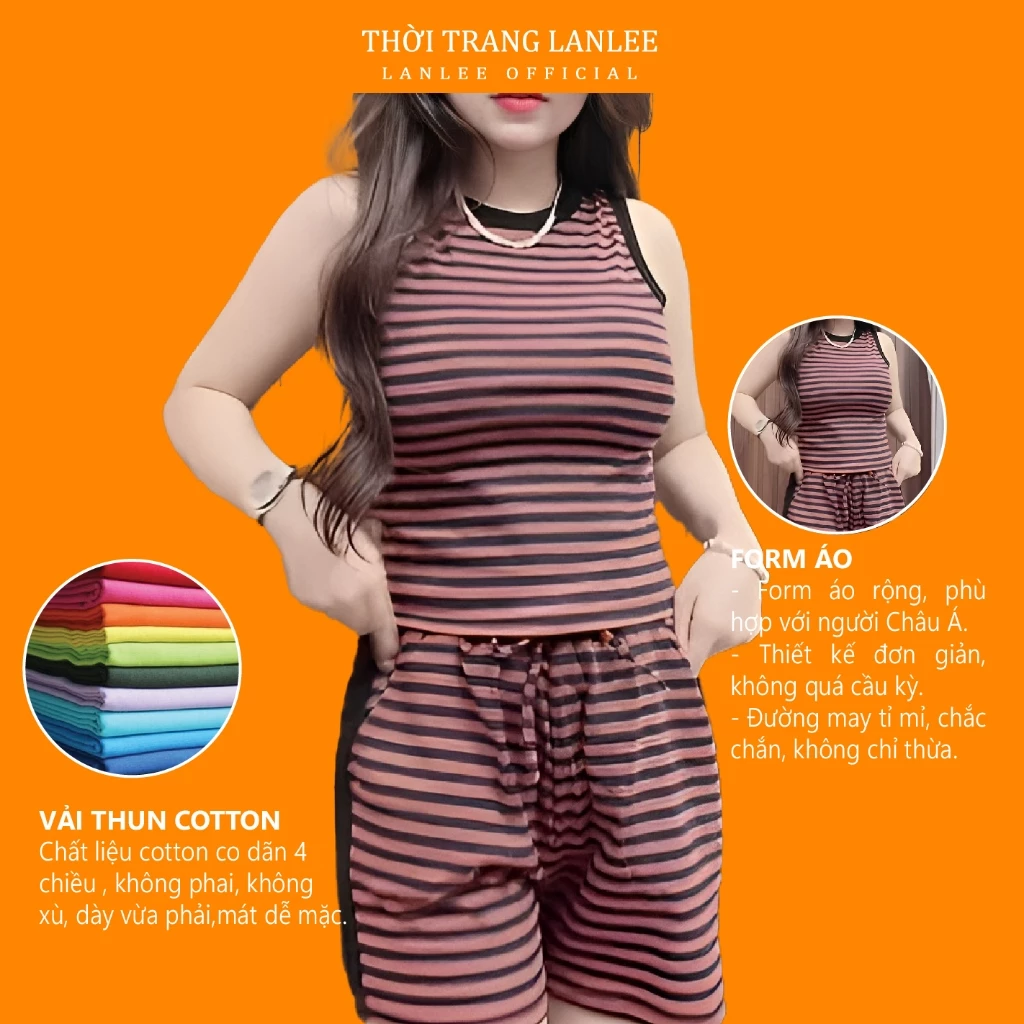 THỜI TRANG LANLEE
LANLEE OFFICIAL
FORM ÁO
- Form áo rộng, phù
hợp với người Châu Á.
- Thiết kế đơn giản,
không quá cầu kỳ.
- Đường may tỉ mỉ, chắc
chắn, không chỉ thừa.
VẢI THUN COTTON
Chất liệu cotton co dãn 4
chiều , không phai, không
xù, dày vừa phải,mát dễ mặc.